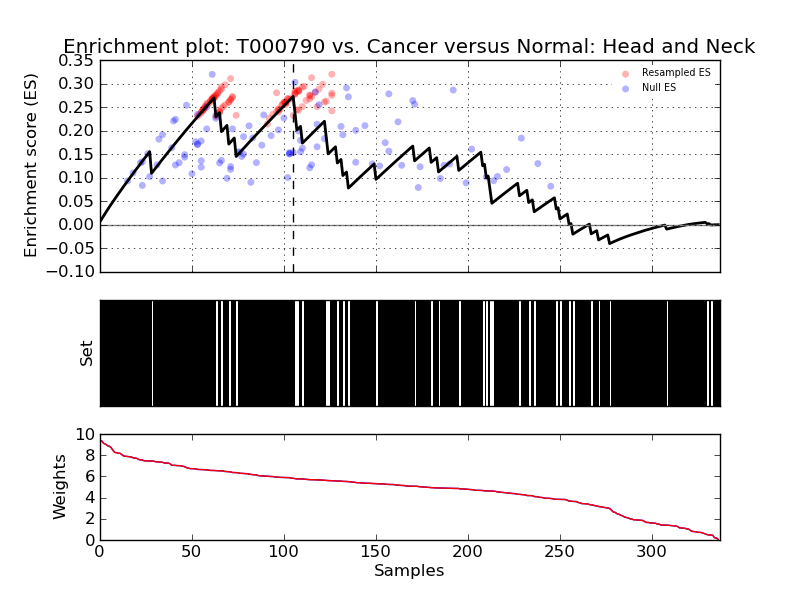 Enrichment plot: T000790 vs. Cancer versus Normal: Head and Neck
0.35
0.30
0.25
0.20
0.15
0.10
0.05
0.00
−0.05
−0.10
Enrichment score (ES)
Resampled ES
Null ES
Set
10
8
6
4
2
0
Weights
0 50 100 150 200 250 300
Samples